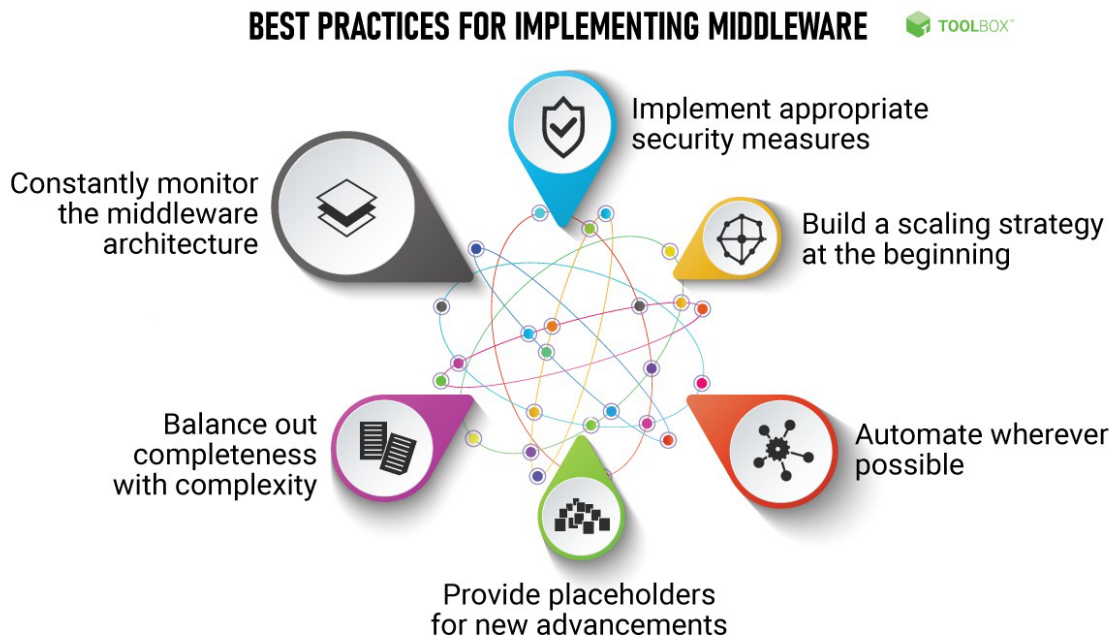 BEST PRACTICES FOR IMPLEMENTING MIDDLEWARE
TOOLBOX™
Implement appropriate
security measures
Constantly monitor
the middleware
architecture
Build a scaling strategy
at the beginning
Balance out
completeness
with complexity
Automate wherever
possible
Provide placeholders
for new advancements